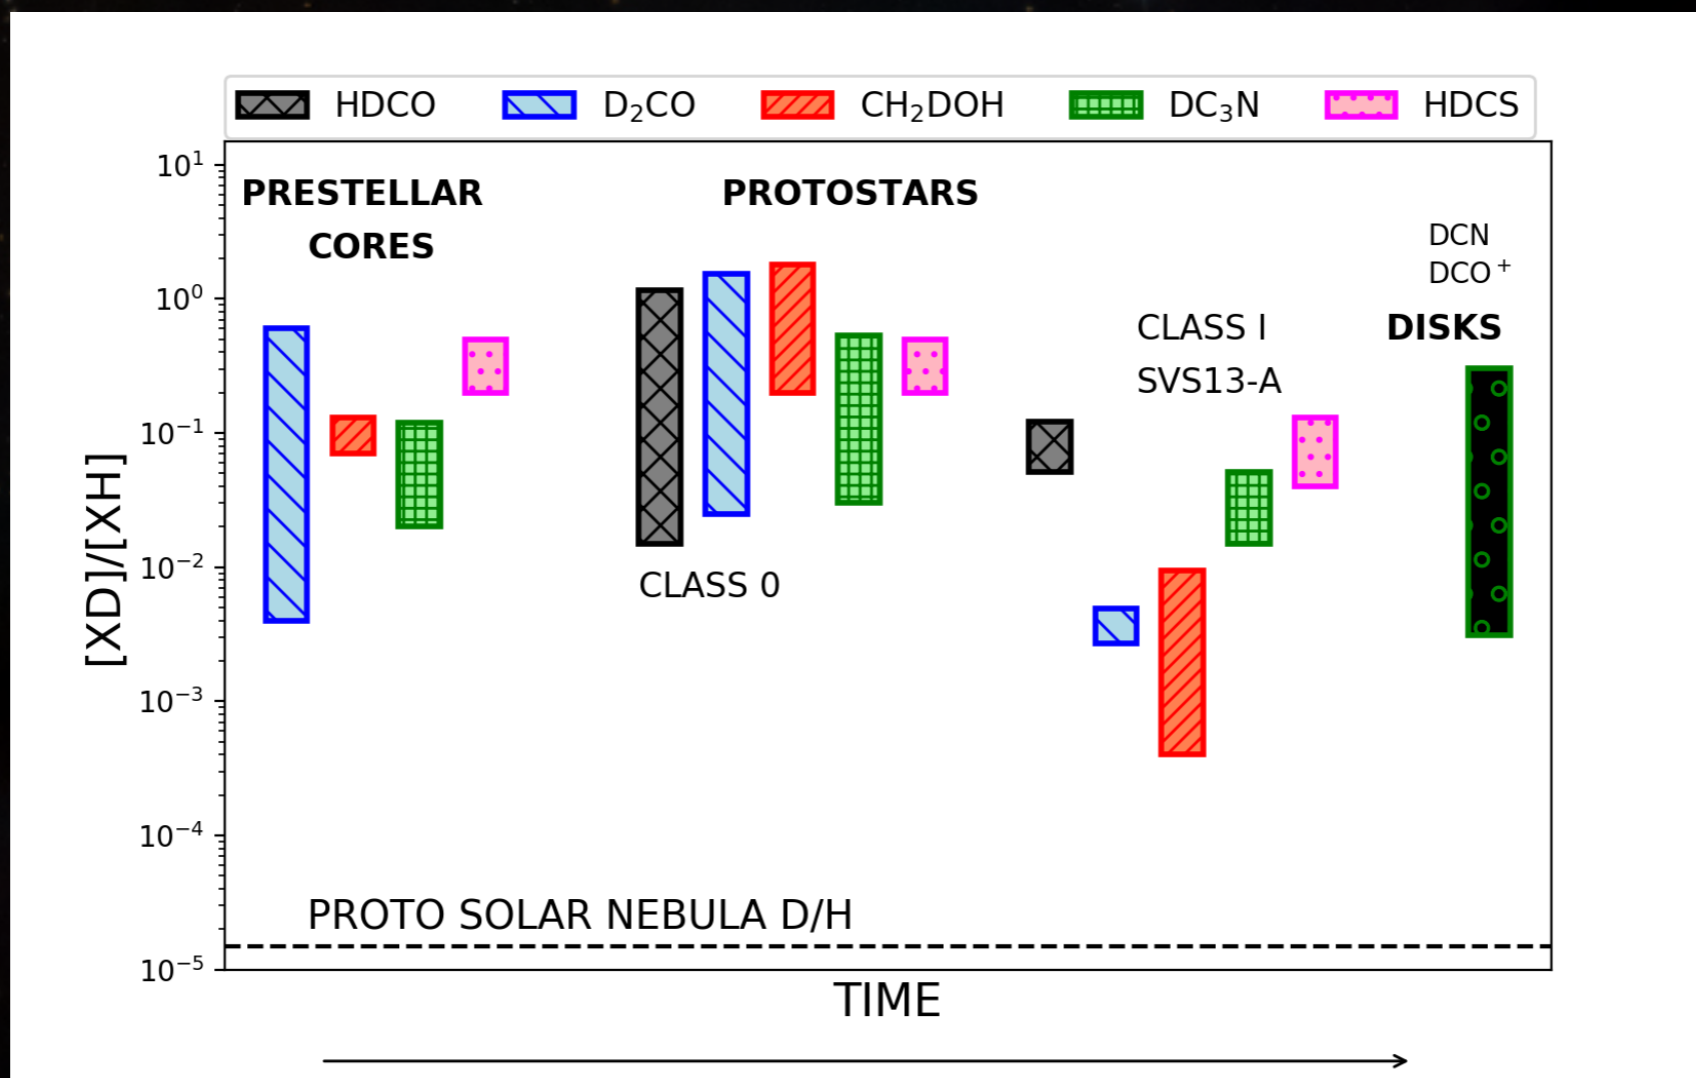 HDCO D₂CO CH₂DOH DC₃N HDCS
10¹
10⁰
10⁻¹
10⁻²
10⁻³
10⁻⁴
10⁻⁵
[XD]/[XH]
PRESTELLAR
CORES
PROTOSTARS
CLASS 0
CLASS I
SVS13-A
DCN
DCO⁺
DISKS
PROTO SOLAR NEBULA D/H
TIME